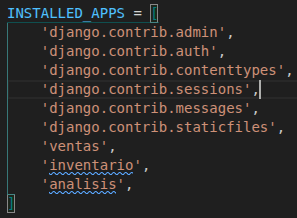 INSTALLED_APPS = [
'django.contrib.admin',
'django.contrib.auth',
'django.contrib.contenttypes',
'django.contrib.sessions',
'django.contrib.messages',
'django.contrib.staticfiles',
'ventas',
'inventario',
'analisis',
]